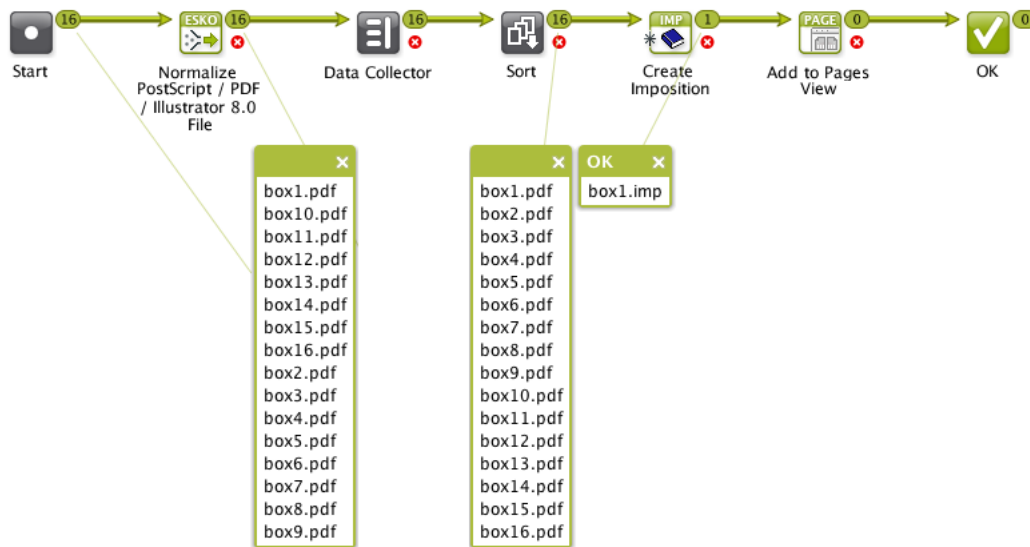 16
ESKO
16
16
16
IMP
1
PAGE
0
0
Start
Normalize
PostScript / PDF
/ Illustrator 8.0
File
Data Collector
Sort
Create
Imposition
Add to Pages
View
OK
box1.pdf
box10.pdf
box11.pdf
box12.pdf
box13.pdf
box14.pdf
box15.pdf
box16.pdf
box2.pdf
box3.pdf
box4.pdf
box5.pdf
box6.pdf
box7.pdf
box8.pdf
box9.pdf
box1.pdf
box2.pdf
box3.pdf
box4.pdf
box5.pdf
box6.pdf
box7.pdf
box8.pdf
box9.pdf
box10.pdf
box11.pdf
box12.pdf
box13.pdf
box14.pdf
box15.pdf
box16.pdf
OK
box1.imp